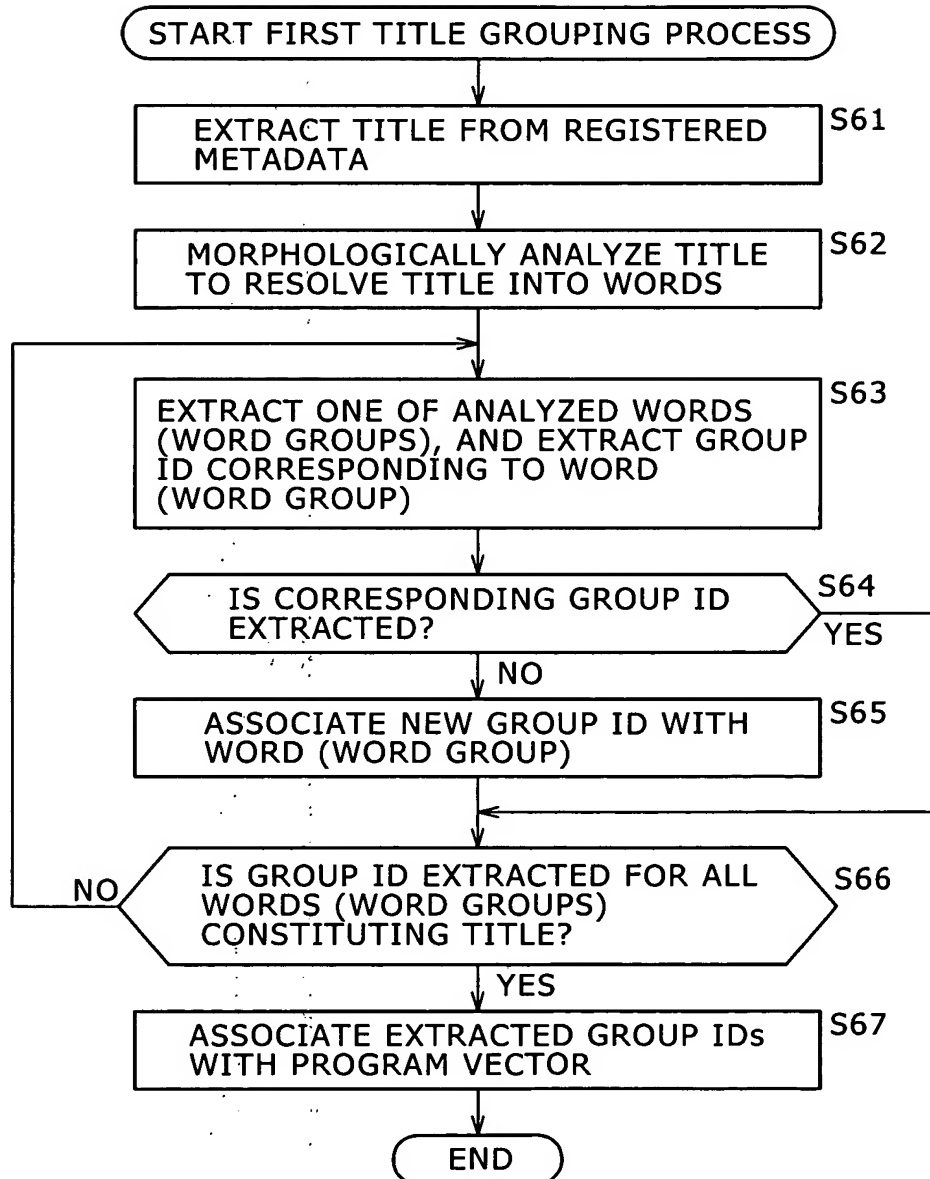 START FIRST TITLE GROUPING PROCESS
S61
EXTRACT TITLE FROM REGISTERED
METADATA
S62
MORPHOLOGICALLY ANALYZE TITLE
TO RESOLVE TITLE INTO WORDS
S63
EXTRACT ONE OF ANALYZED WORDS
(WORD GROUPS), AND EXTRACT GROUP
ID CORRESPONDING TO WORD
(WORD GROUP)
S64
IS CORRESPONDING GROUP ID
EXTRACTED?
YES
NO
S65
ASSOCIATE NEW GROUP ID WITH
WORD (WORD GROUP)
S66
IS GROUP ID EXTRACTED FOR ALL
WORDS (WORD GROUPS)
CONSTITUTING TITLE?
NO
YES
S67
ASSOCIATE EXTRACTED GROUP IDs
WITH PROGRAM VECTOR
END